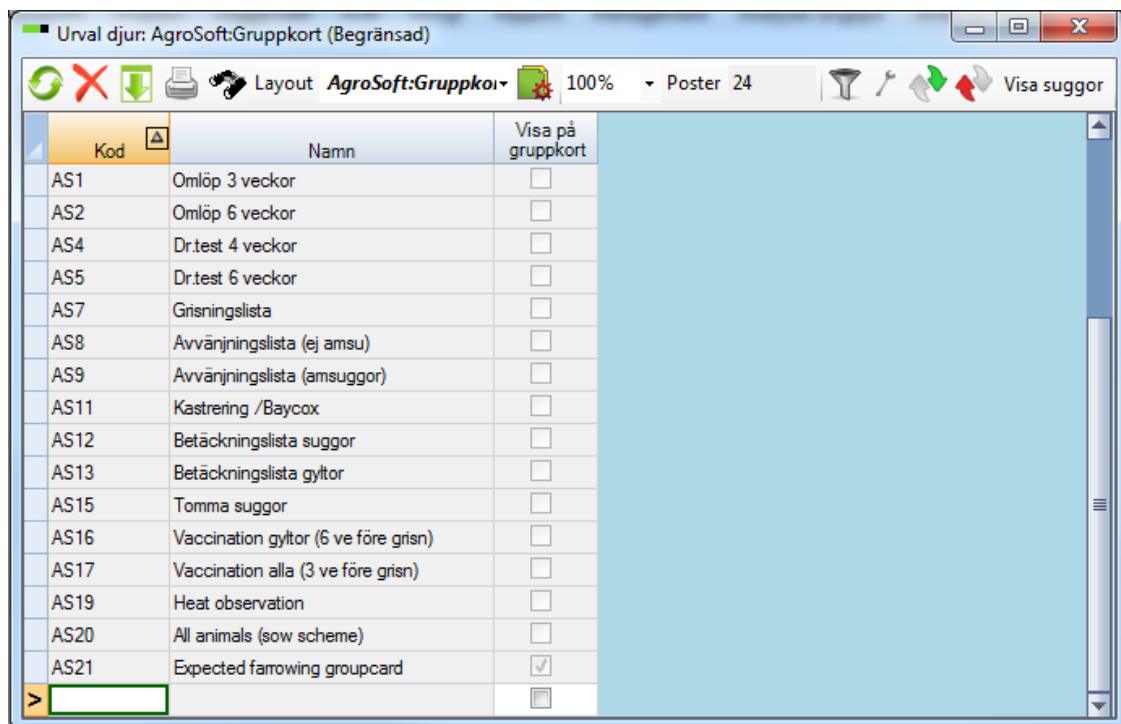 Urval djur: AgroSoft:Gruppkort (Begränsad)
Layout AgroSoft:Gruppkor 100% Poster 24 Visa suggor
Kod Namn Visa på gruppkort
AS1 Omlöp 3 veckor
AS2 Omlöp 6 veckor
AS4 Dr.test 4 veckor
AS5 Dr.test 6 veckor
AS7 Grisningslista
AS8 Avvänjningslista (ej amsu)
AS9 Avvänjningslista (amsuggor)
AS11 Kastrering /Baycox
AS12 Betäckningslista suggor
AS13 Betäckningslista gyltor
AS15 Tomma suggor
AS16 Vaccination gyltor (6 ve före grisn)
AS17 Vaccination alla (3 ve före grisn)
AS19 Heat observation
AS20 All animals (sow scheme)
AS21 Expected farrowing groupcard